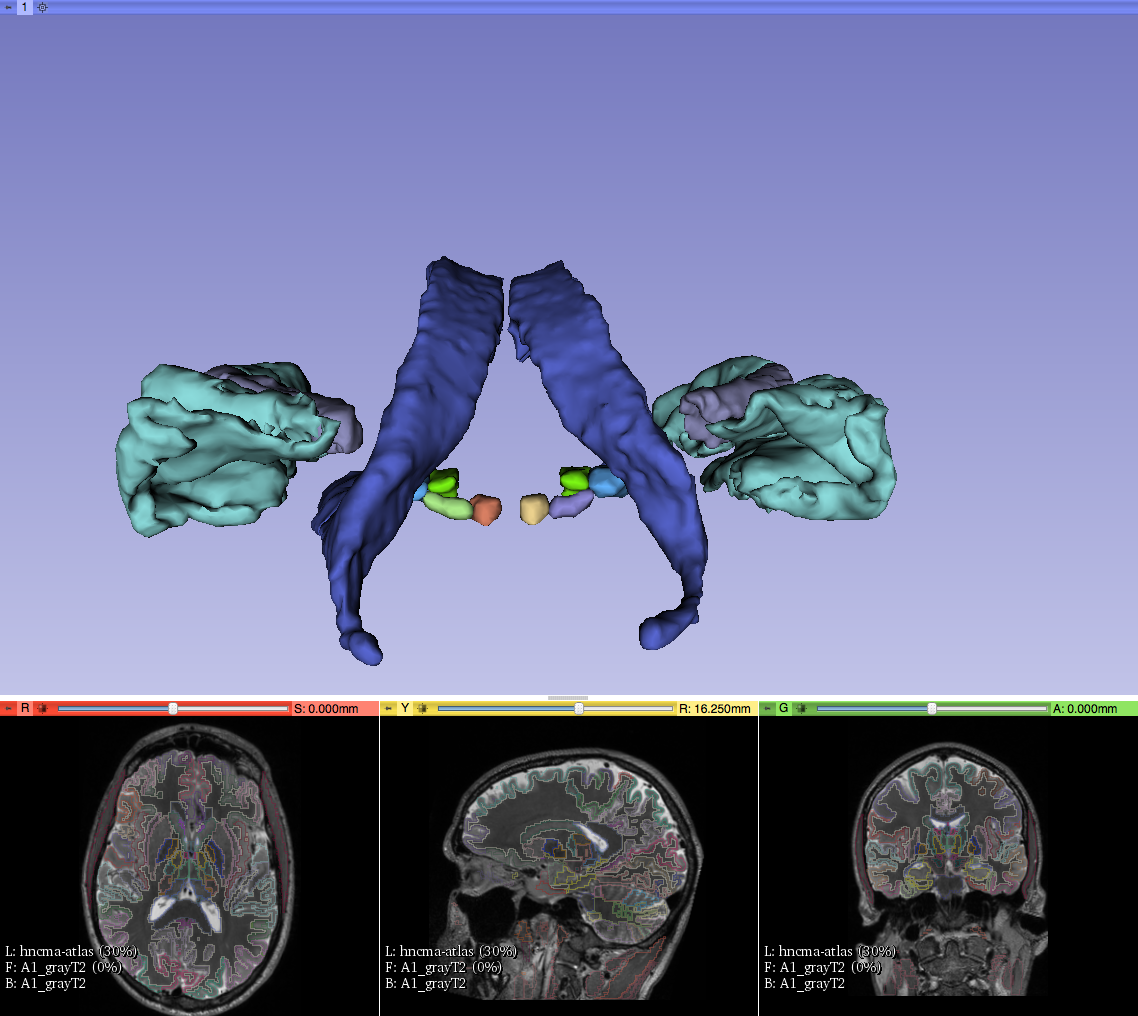 1
R S: 0.000mm
Y R: 16.250mm
G A: 0.000mm
L: hncma-atlas (30%)
F: A1_grayT2 (0%)
B: A1_grayT2
L: hncma-atlas (30%)
F: A1_grayT2 (0%)
B: A1_grayT2
L: hncma-atlas (30%)
F: A1_grayT2 (0%)
B: A1_grayT2